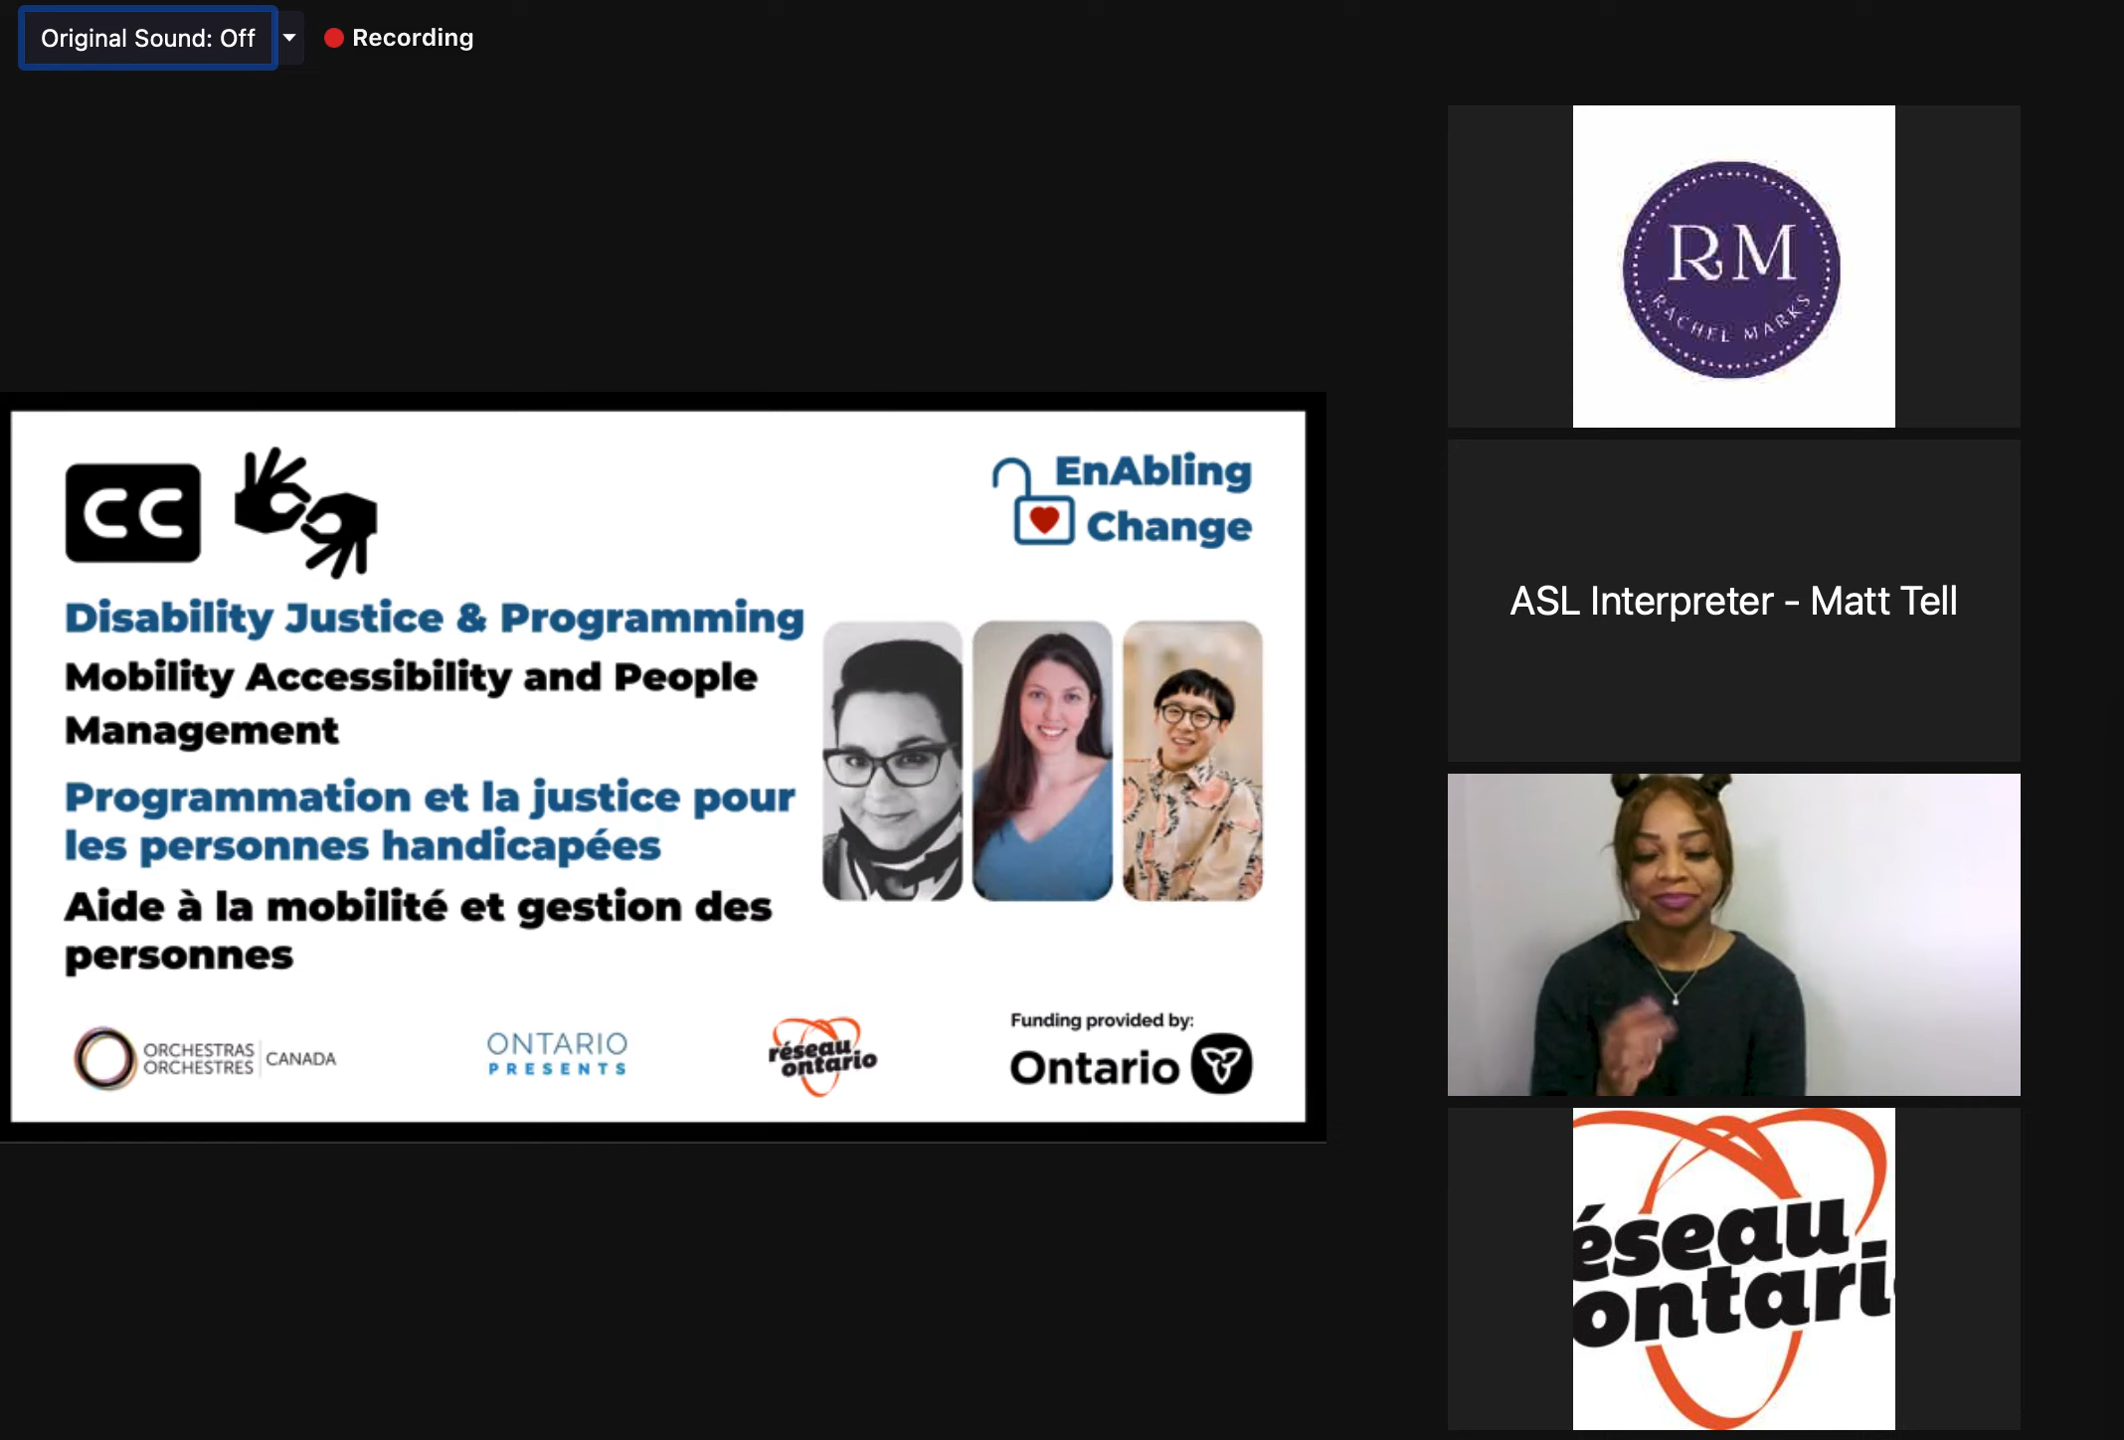 Original Sound: Off
Recording
CC
EnAbling
Change
Disability Justice & Programming
Mobility Accessibility and People
Management
Programmation et la justice pour
les personnes handicapées
Aide à la mobilité et gestion des
personnes
ORCHESTRAS
ORCHESTRES
CANADA
ONTARIO
PRESENTS
réseau
ontario
Funding provided by:
Ontario
RM
RACHEL MARKS
ASL Interpreter - Matt Tell
éseau
ontari